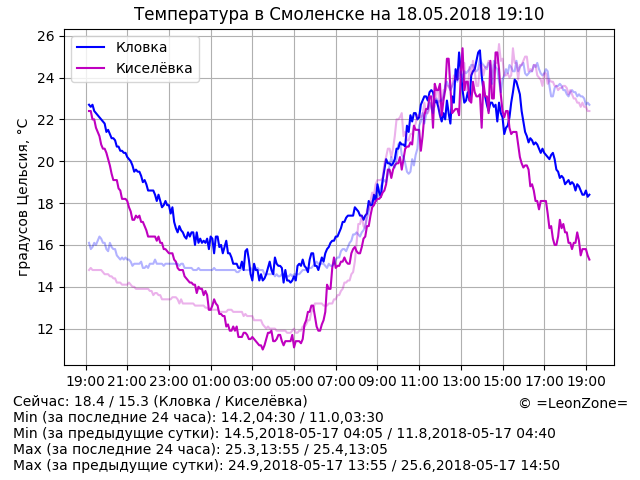 Температура в Смоленске на 18.05.2018 19:10
26
24
22
20
18
16
14
12
градусов Цельсия, °C
Кловка
Киселёвка
19:00 21:00 23:00 01:00 03:00 05:00 07:00 09:00 11:00 13:00 15:00 17:00 19:00
Сейчас: 18.4 / 15.3 (Кловка / Киселёвка)
© =LeonZone=
Min (за последние 24 часа): 14.2,04:30 / 11.0,03:30
Min (за предыдущие сутки): 14.5,2018-05-17 04:05 / 11.8,2018-05-17 04:40
Max (за последние 24 часа): 25.3,13:55 / 25.4,13:05
Max (за предыдущие сутки): 24.9,2018-05-17 13:55 / 25.6,2018-05-17 14:50